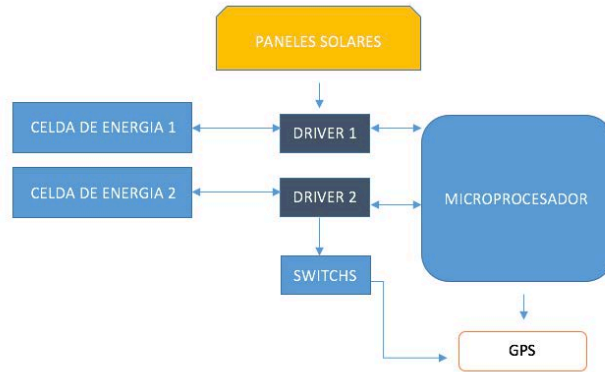 PANELES SOLARES
CELDA DE ENERGIA 1
DRIVER 1
CELDA DE ENERGIA 2
DRIVER 2
MICROPROCESADOR
SWITCHS
GPS